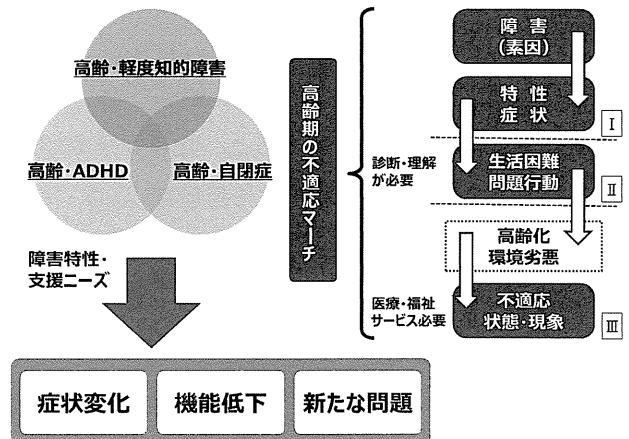 高齢・軽度知的障害
高齢・ADHD
高齢・自閉症
障害特性・
支援ニーズ
症状変化
機能低下
新たな問題
高齢期の不適応マーチ
診断・理解
が必要
医療・福祉
サービス必要
障害
(素因)
特性
症状
Ⅰ
生活困難
問題行動
Ⅱ
高齢化
環境劣悪
不適応
状態・現象
Ⅲ